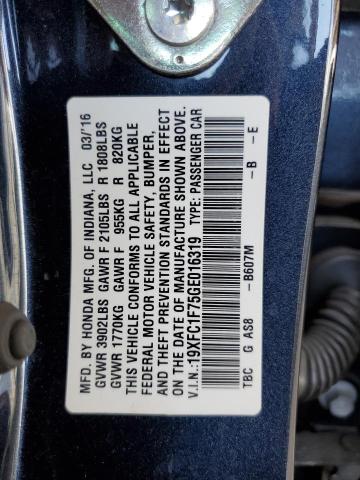 MFD. BY HONDA MFG. OF INDIANA, LLC 03/'16
GVWR 3902LBS GAWR F 2105LBS R 1808LBS
GVWR 1770KG GAWR F 955KG R 820KG
THIS VEHICLE CONFORMS TO ALL APPLICABLE
FEDERAL MOTOR VEHICLE SAFETY, BUMPER,
AND THEFT PREVENTION STANDARDS IN EFFECT
ON THE DATE OF MANUFACTURE SHOWN ABOVE.
V.I.N.:19XFC1F75GE016319 TYPE: PASSENGER CAR
TBC G AS8 –B607M –B –E